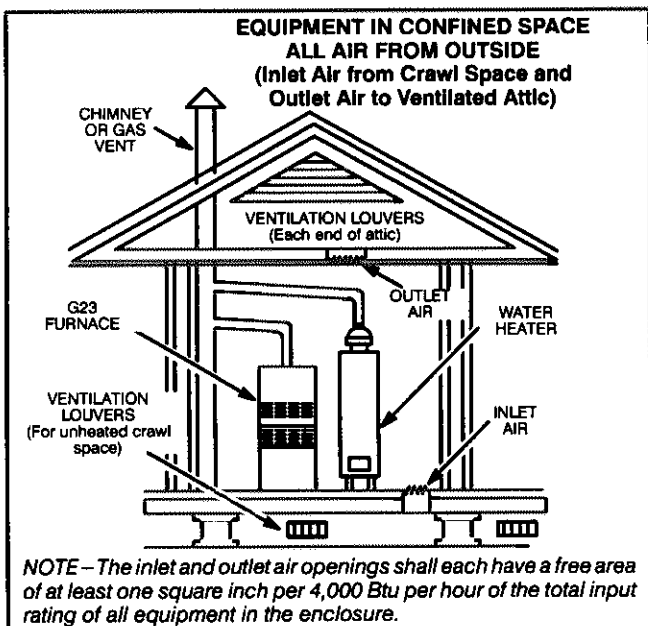 EQUIPMENT IN CONFINED SPACE
ALL AIR FROM OUTSIDE
(Inlet Air from Crawl Space and
Outlet Air to Ventilated Attic)
CHIMNEY
OR GAS
VENT
VENTILATION LOUVERS
(Each end of attic)
OUTLET
AIR
G23
FURNACE
WATER
HEATER
VENTILATION
LOUVERS
(For unheated crawl
space)
INLET
AIR
NOTE – The inlet and outlet air openings shall each have a free area
of at least one square inch per 4,000 Btu per hour of the total input
rating of all equipment in the enclosure.